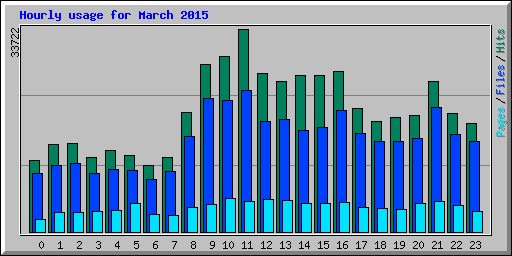 Hourly usage for March 2015
33722
Pages / Files / Hits
0 1 2 3 4 5 6 7 8 9 10 11 12 13 14 15 16 17 18 19 20 21 22 23